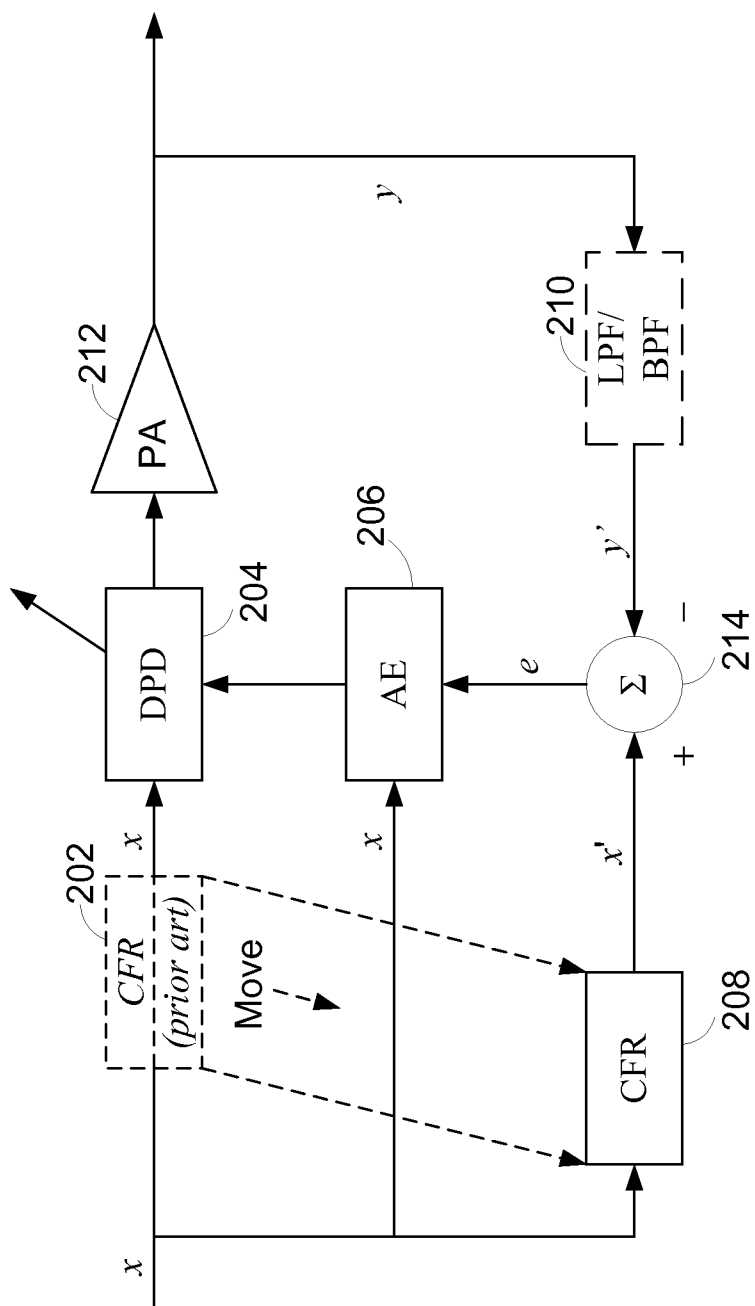 x
202
CFR
(prior art)
x
DPD
204
PA
212
Move
x
AE
206
y
e
CFR
208
x'
+
Σ
−
214
y'
210
LPF/
BPF